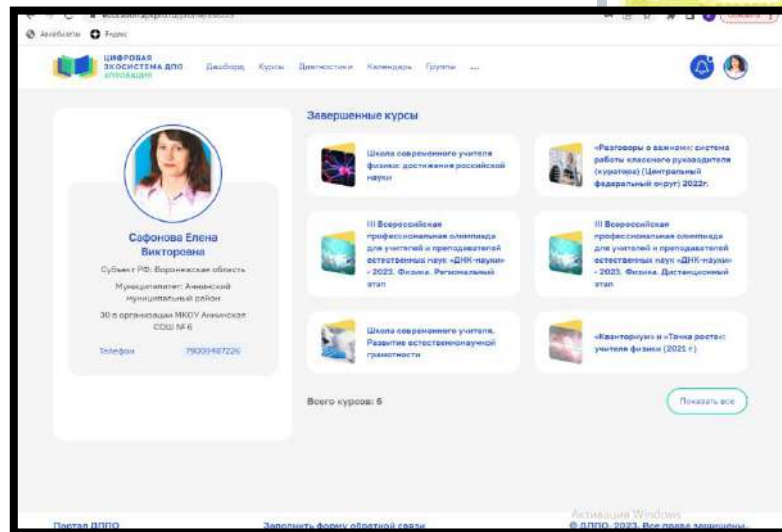 Авиабилеты Яндекс
ЦИФРОВАЯ
ЭКОСИСТЕМА ДПО
АПРОБАЦИЯ
Дашборд Курсы Диагностики Календарь Группы ...
Сафонова Елена
Викторовна
Субъект РФ: Воронежская область
Муниципалитет: Аннинский
муниципальный район
30 в организации МКОУ Аннинская
СОШ № 6
Телефон 79009487226
Завершенные курсы
Школа современного учителя
физики: достижения российской
науки
«Разговоры о важном»: система
работы классного руководителя
(куратора) (Центральный
федеральный округ) 2022г.
III Всероссийская
профессиональная олимпиада
для учителей и преподавателей
естественных наук «ДНК-науки»
- 2023. Физика. Региональный
этап
III Всероссийская
профессиональная олимпиада
для учителей и преподавателей
естественных наук «ДНК-науки»
- 2023. Физика. Дистанционный
этап
Школа современного учителя.
Развитие естественнонаучной
грамотности
«Кванториум» и «Точка роста»:
учителя физики (2021 г.)
Всего курсов: 6
Показать все
Активация Windows
Портал ДППО Заполнить форму обратной связи © ДППО, 2023. Все права защищены.